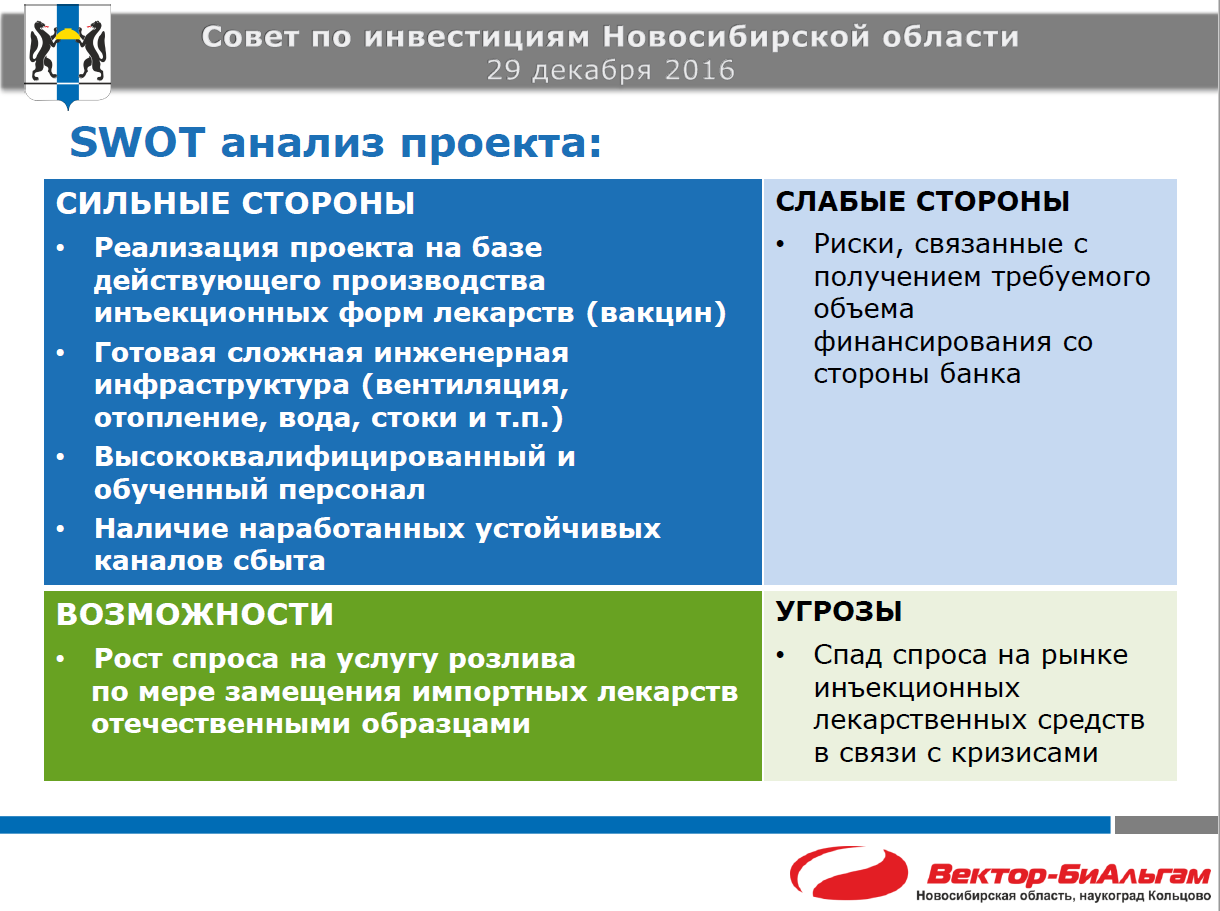 Совет по инвестициям Новосибирской области
29 декабря 2016
SWOT анализ проекта:
СИЛЬНЫЕ СТОРОНЫ
• Реализация проекта на базе
действующего производства
инъекционных форм лекарств (вакцин)
• Готовая сложная инженерная
инфраструктура (вентиляция,
отопление, вода, стоки и т.п.)
• Высококвалифицированный и
обученный персонал
• Наличие наработанных устойчивых
каналов сбыта
СЛАБЫЕ СТОРОНЫ
• Риски, связанные с
получением требуемого
объема
финансирования со
стороны банка
ВОЗМОЖНОСТИ
• Рост спроса на услугу розлива
по мере замещения импортных лекарств
отечественными образцами
УГРОЗЫ
• Спад спроса на рынке
инъекционных
лекарственных средств
в связи с кризисами
Вектор-БиАльгам
Новосибирская область, наукоград Кольцово